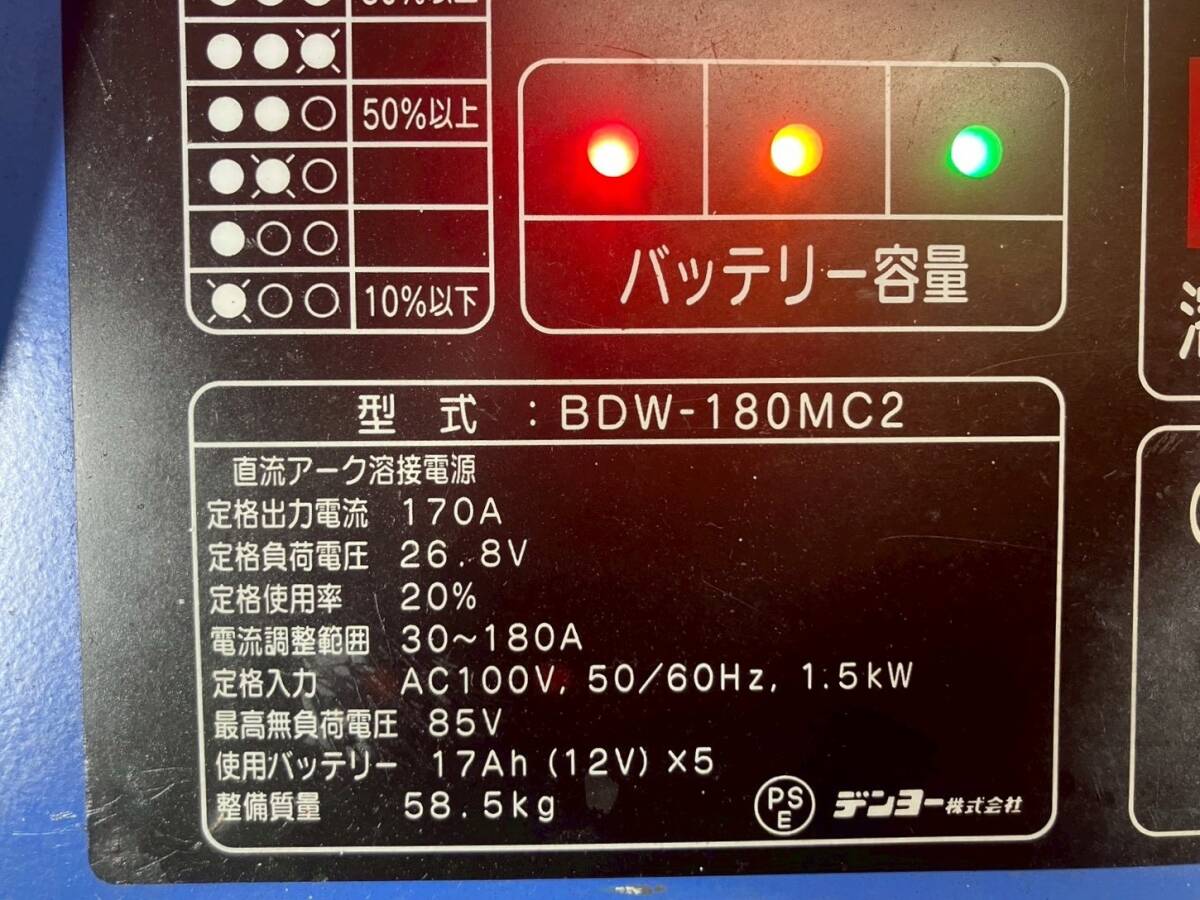 50%以上
10%以下
バッテリー容量
型 式 : BDW-180MC2
直流アーク溶接電源
定格出力電流 170A
定格負荷電圧 26.8V
定格使用率 20%
電流調整範囲 30~180A
定格入力 AC100V, 50/60Hz, 1.5kW
最高無負荷電圧 85V
使用バッテリー 17Ah (12V) ×5
整備質量 58.5kg
PSE
デンヨー株式会社